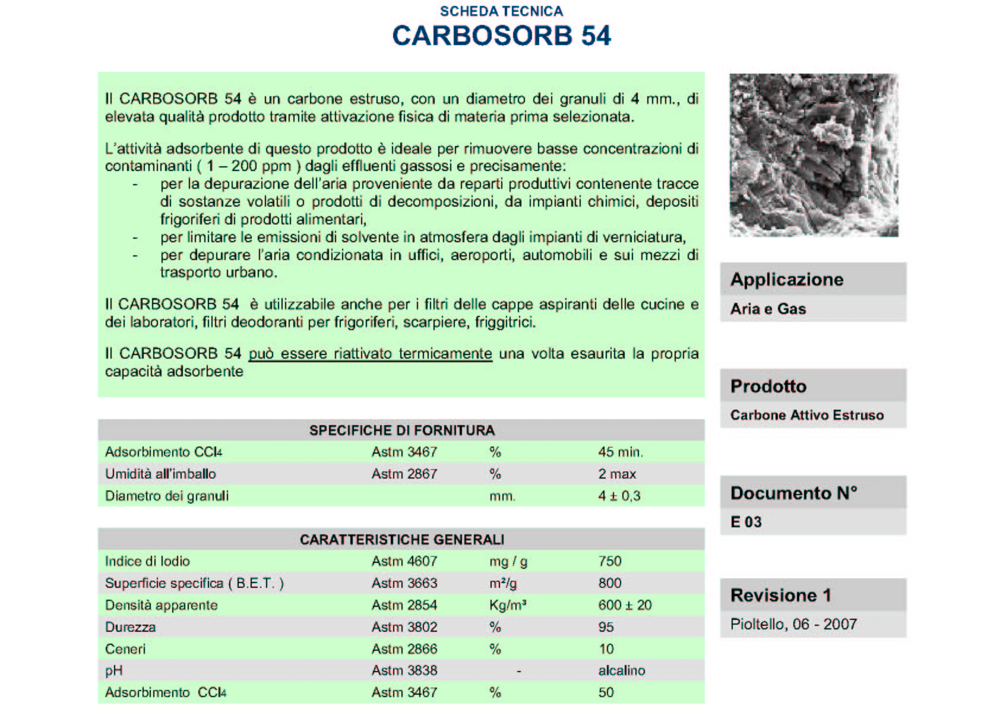 SCHEDA TECNICA
CARBOSORB 54
Il CARBOSORB 54 è un carbone estruso, con un diametro dei granuli di 4 mm., di
elevata qualità prodotto tramite attivazione fisica di materia prima selezionata.
L'attività adsorbente di questo prodotto è ideale per rimuovere basse concentrazioni di
contaminanti ( 1 – 200 ppm ) dagli effluenti gassosi e precisamente:
- per la depurazione dell'aria proveniente da reparti produttivi contenente tracce
di sostanze volatili o prodotti di decomposizioni, da impianti chimici, depositi
frigoriferi di prodotti alimentari,
- per limitare le emissioni di solvente in atmosfera dagli impianti di verniciatura,
- per depurare l'aria condizionata in uffici, aeroporti, automobili e sui mezzi di
trasporto urbano.
Il CARBOSORB 54 è utilizzabile anche per i filtri delle cappe aspiranti delle cucine e
dei laboratori, filtri deodoranti per frigoriferi, scarpiere, friggitrici.
Il CARBOSORB 54 può essere riattivato termicamente una volta esaurita la propria
capacità adsorbente
SPECIFICHE DI FORNITURA
Adsorbimento CCl4 Astm 3467 % 45 min.
Umidità all'imballo Astm 2867 % 2 max
Diametro dei granuli mm. 4 ± 0,3
CARATTERISTICHE GENERALI
Indice di Iodio Astm 4607 mg / g 750
Superficie specifica ( B.E.T. ) Astm 3663 m²/g 800
Densità apparente Astm 2854 Kg/m³ 600 ± 20
Durezza Astm 3802 % 95
Ceneri Astm 2866 % 10
pH Astm 3838 - alcalino
Adsorbimento CCl4 Astm 3467 % 50
Applicazione
Aria e Gas
Prodotto
Carbone Attivo Estruso
Documento N°
E 03
Revisione 1
Pioltello, 06 - 2007